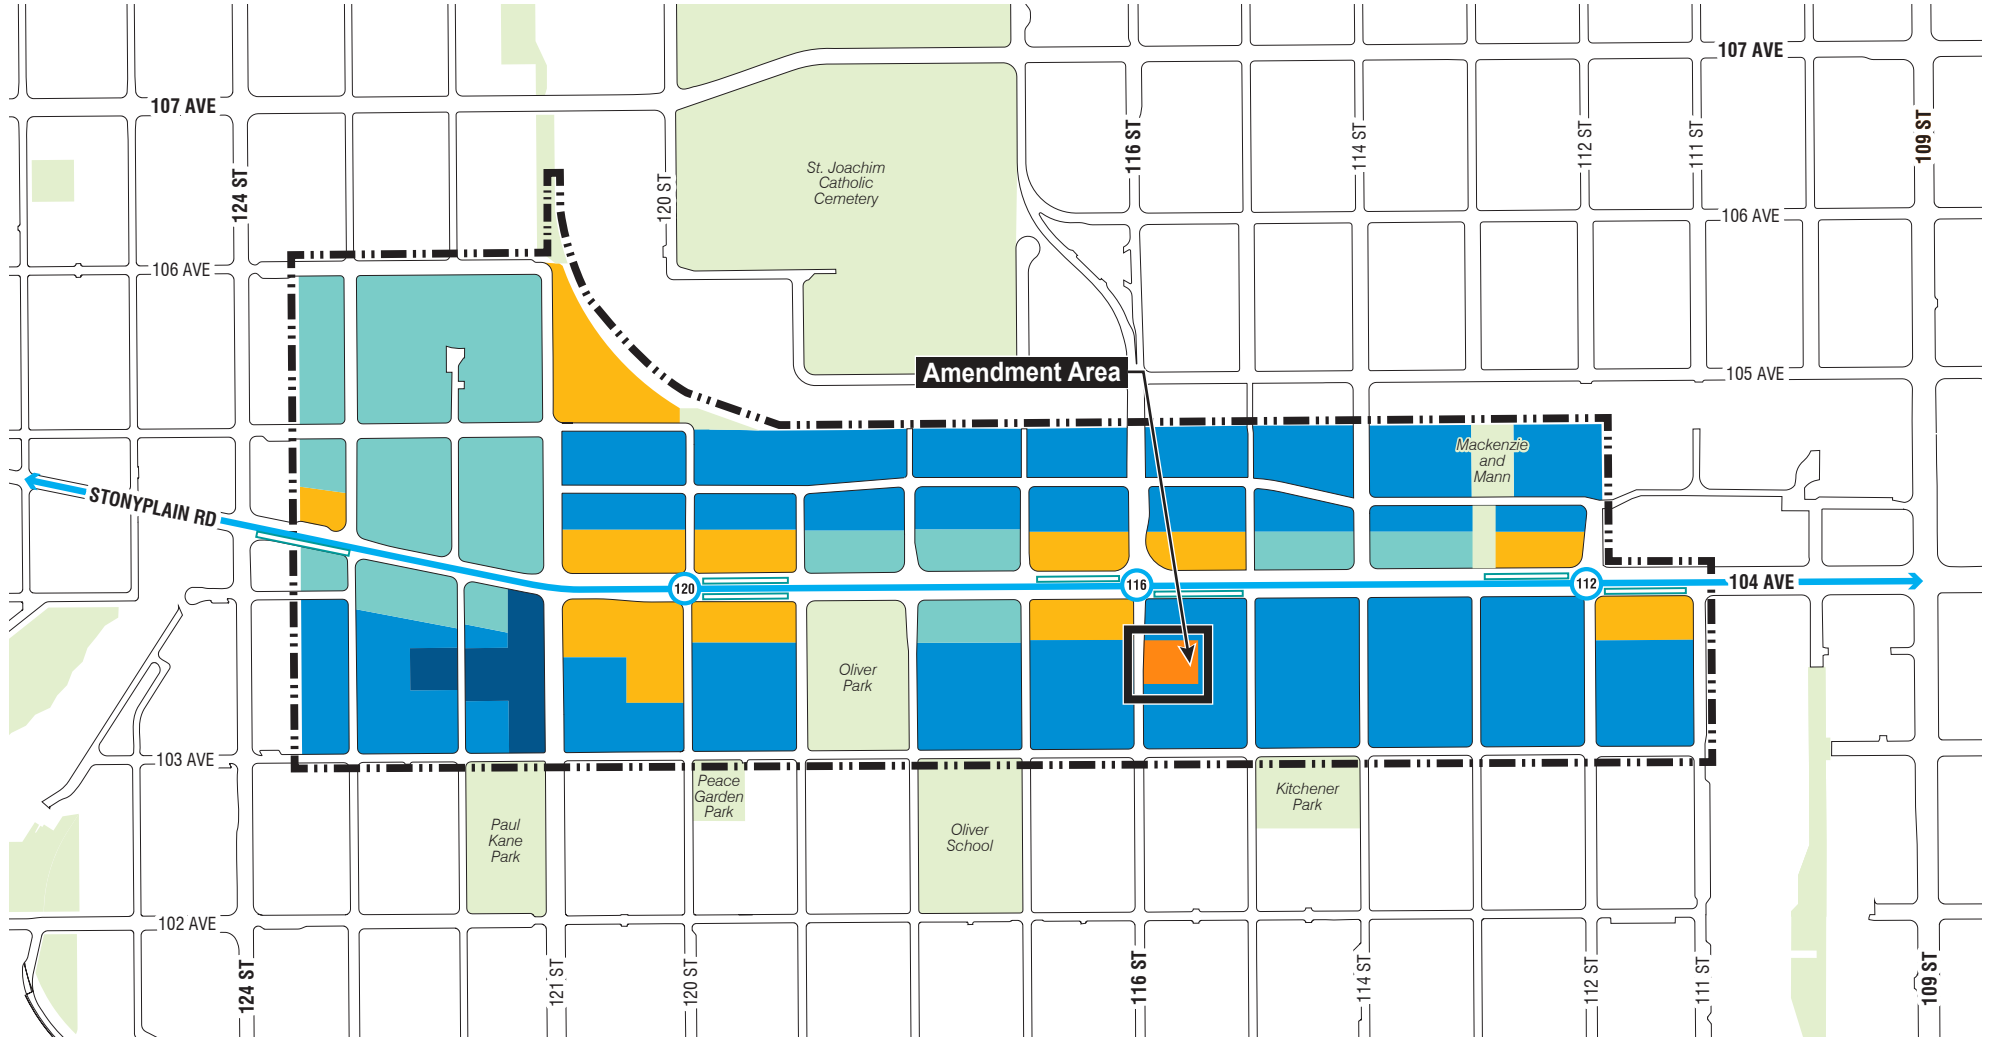 107 AVE
107 AVE
116 ST
114 ST
112 ST
111 ST
109 ST
124 ST
120 ST
St. Joachim
Catholic
Cemetery
106 AVE
106 AVE
Amendment Area
105 AVE
Mackenzie
and
Mann
STONYPLAIN RD
120
116
112
104 AVE
Oliver
Park
103 AVE
Peace
Garden
Park
Kitchener
Park
Paul
Kane
Park
Oliver
School
102 AVE
124 ST
121 ST
120 ST
116 ST
114 ST
112 ST
111 ST
109 ST